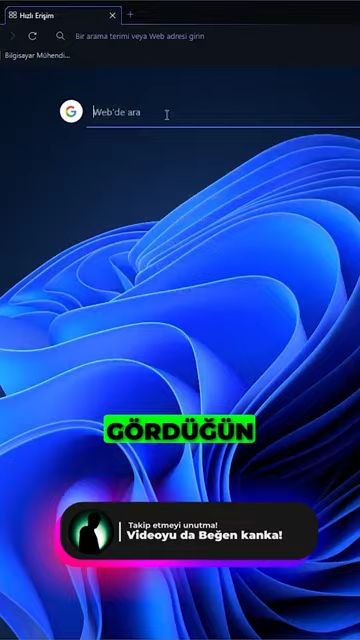 Hızlı Erişim
Bir arama terimi veya Web adresi girin
Bilgisayar Mühendi...
G
Web'de ara
GÖRDÜĞÜN
Takip etmeyi unutma!
Videoyu da Beğen kanka!